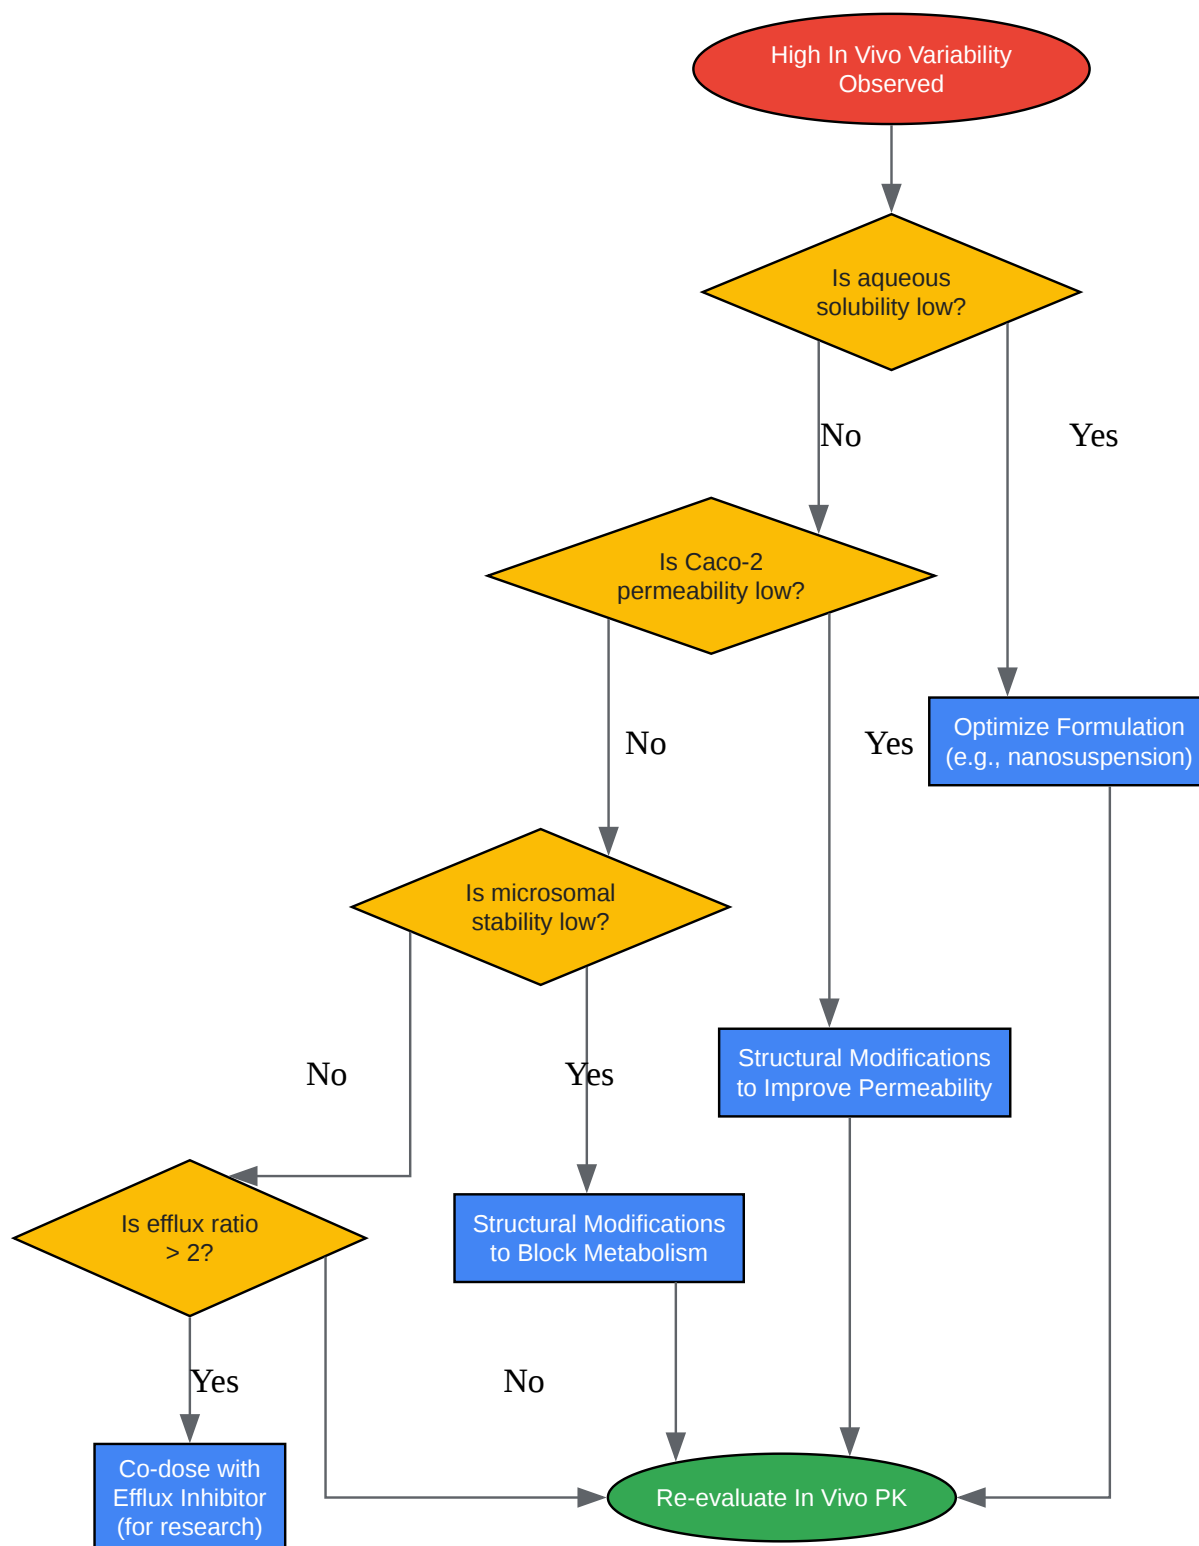 High In Vivo Variability
Observed
Is aqueous
solubility low?
No
Yes
Is Caco-2
permeability low?
No
Yes
Optimize Formulation
(e.g., nanosuspension)
Is microsomal
stability low?
No
Yes
Structural Modifications
to Improve Permeability
Is efflux ratio
> 2?
Structural Modifications
to Block Metabolism
Yes
No
Co-dose with
Efflux Inhibitor
(for research)
Re-evaluate In Vivo PK